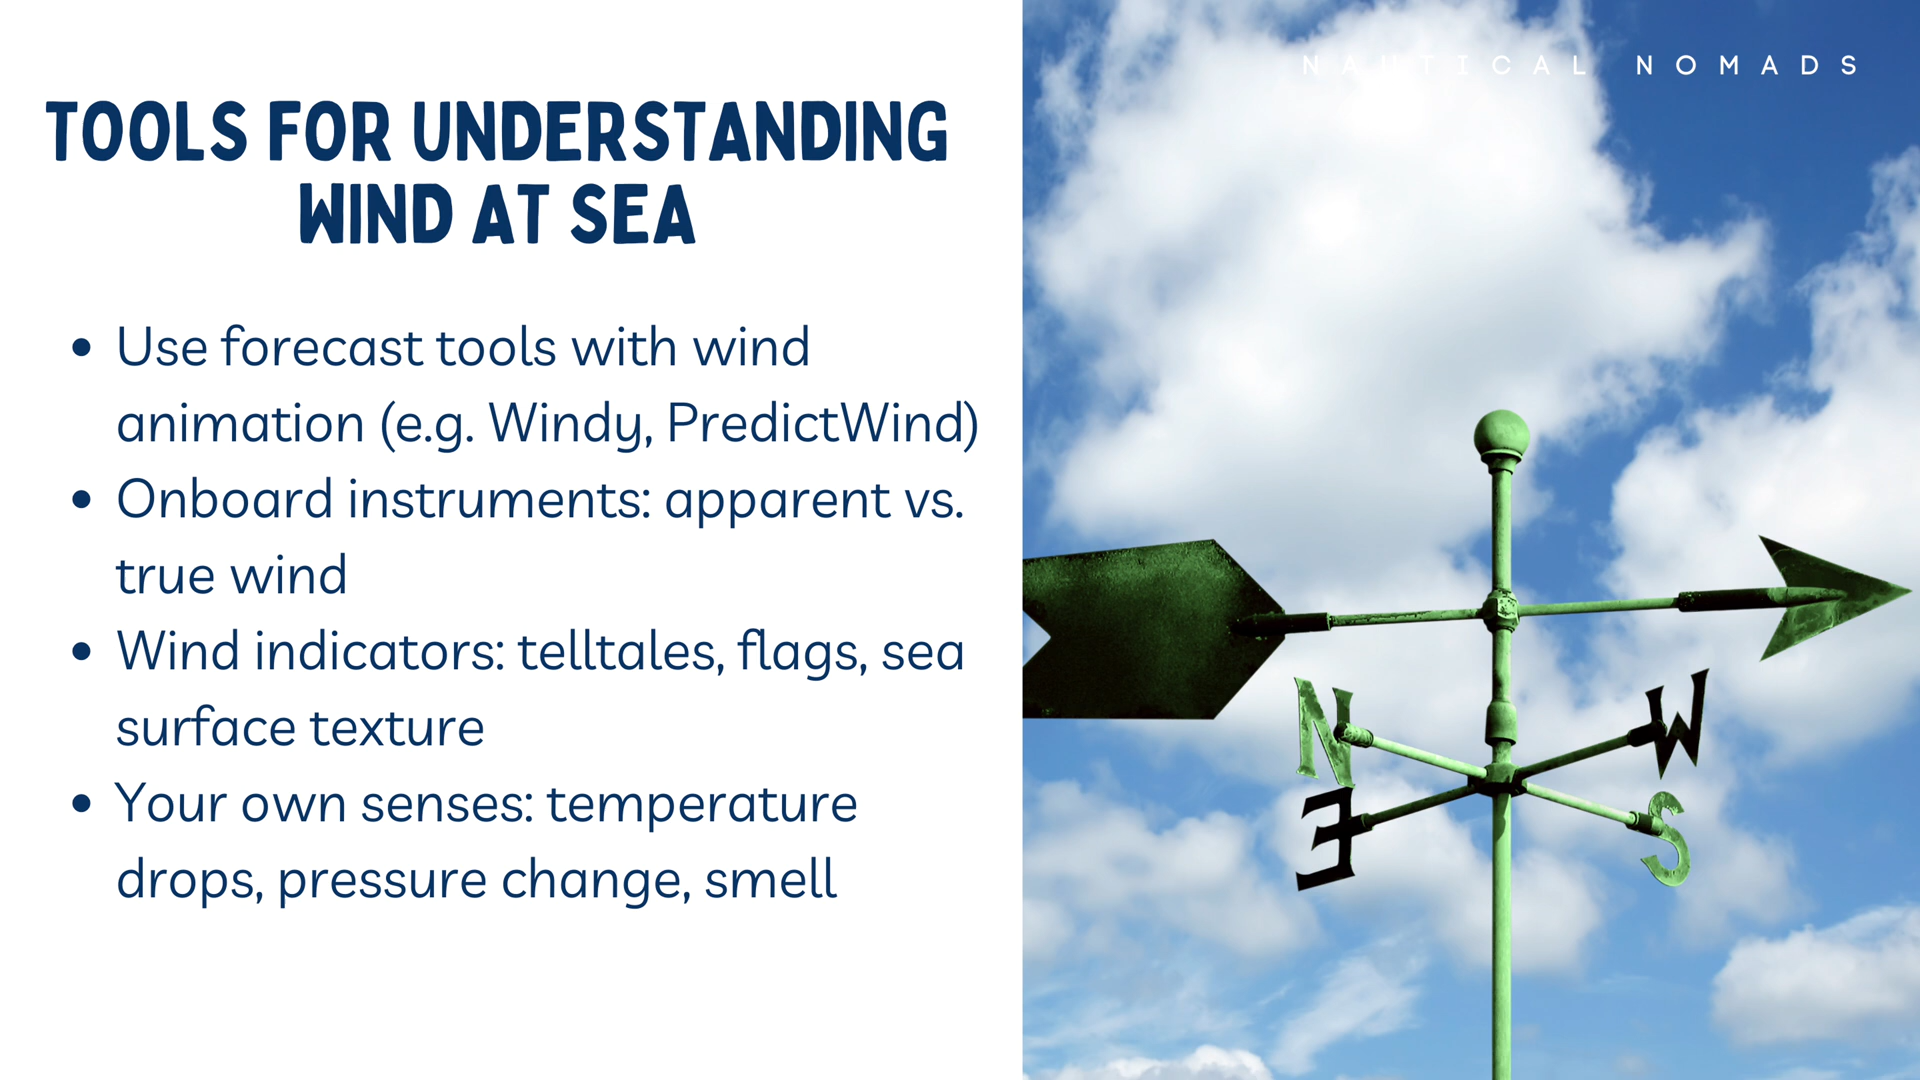 NAUTICAL NOMADS
TOOLS FOR UNDERSTANDING
WIND AT SEA
• Use forecast tools with wind
animation (e.g. Windy, PredictWind)
• Onboard instruments: apparent vs.
true wind
• Wind indicators: telltales, flags, sea
surface texture
• Your own senses: temperature
drops, pressure change, smell
N
W
E
S